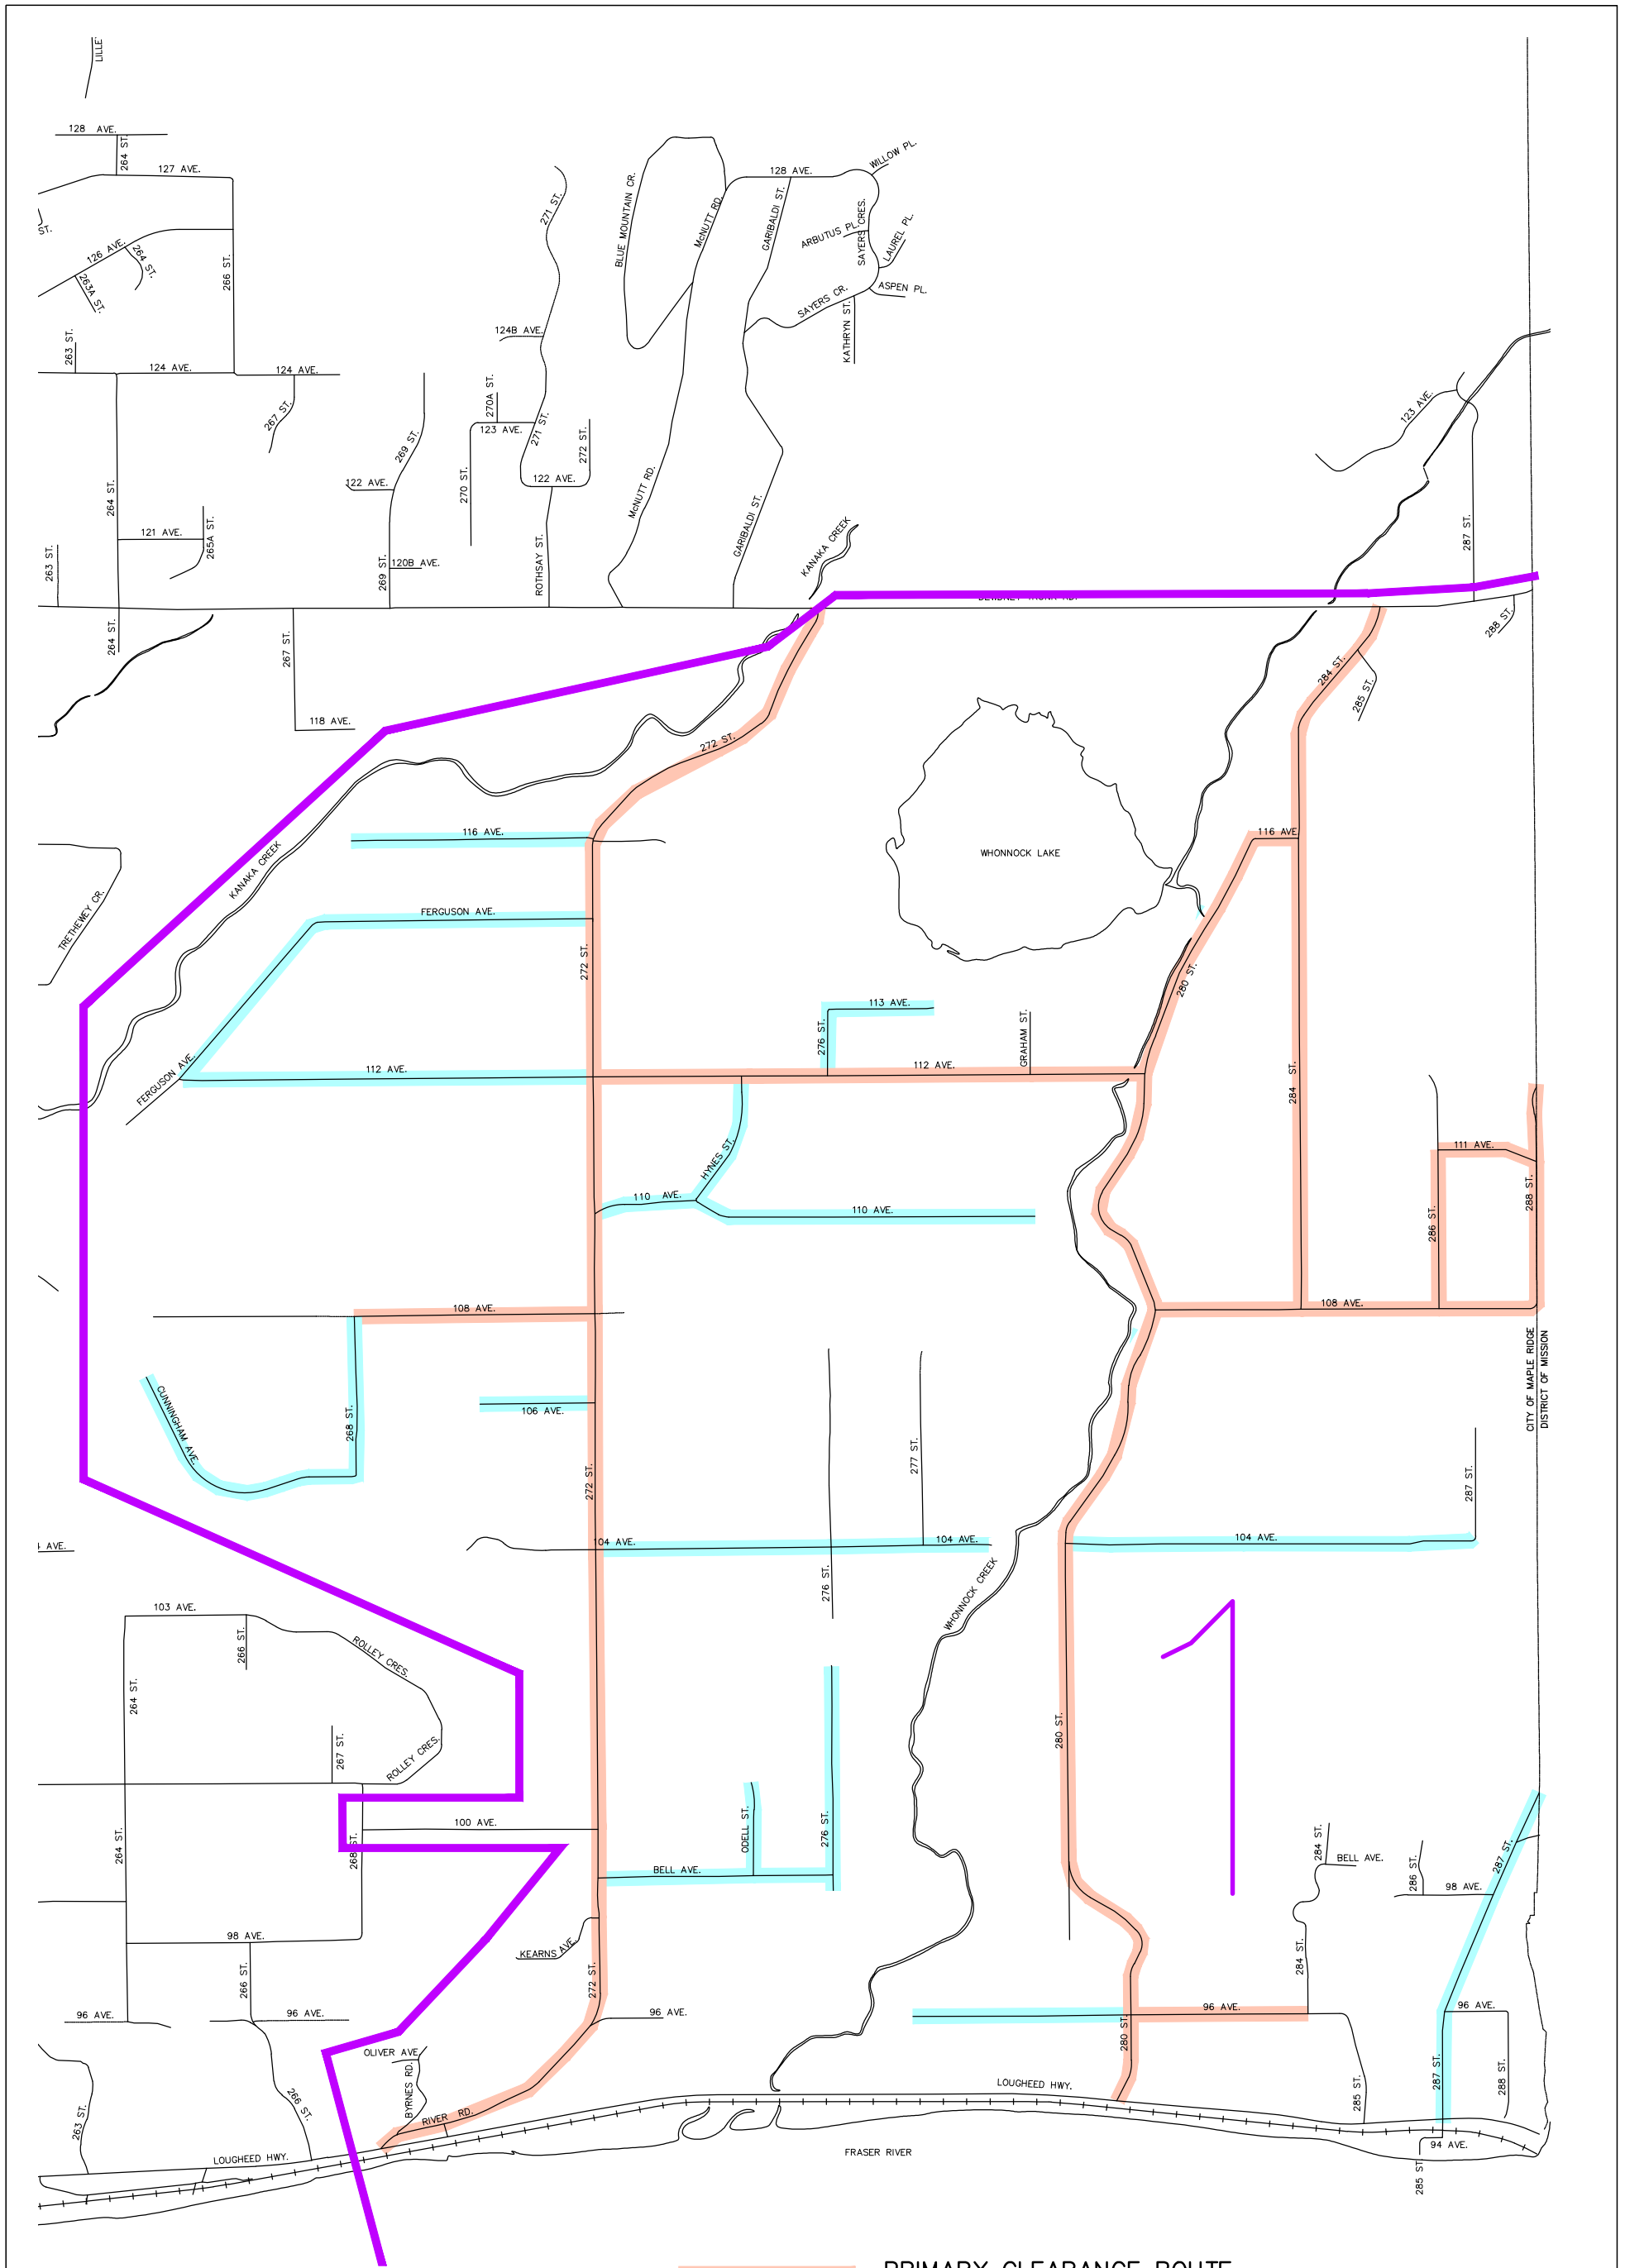 LILLE
128 AVE.
264 ST.
127 AVE.
ST.
126 AVE.
264 ST.
263A ST.
266 ST.
271 ST.
BLUE MOUNTAIN CR.
McNUTT RD.
128 AVE.
GARIBALDI ST.
WILLOW PL.
ARBUTUS PL.
SAYERS CRES.
LAUREL PL.
ASPEN PL.
SAYERS CR.
KATHRYN ST.
124B AVE.
263 ST.
124 AVE.
124 AVE.
267 ST.
269 ST.
270A ST.
123 AVE.
271 ST.
272 ST.
123 AVE.
264 ST.
122 AVE.
270 ST.
122 AVE.
McNUTT RD.
GARIBALDI ST.
KANAKA CREEK
287 ST.
121 AVE.
265A ST.
263 ST.
269 ST.
120B AVE.
ROTHSAY ST.
264 ST.
267 ST.
288 ST.
118 AVE.
272 ST.
284 ST.
285 ST.
116 AVE.
116 AVE.
WHONNOCK LAKE
KANAKA CREEK
TRETHEWEY CR.
FERGUSON AVE.
272 ST.
280 ST.
113 AVE.
276 ST.
GRAHAM ST.
FERGUSON AVE.
112 AVE.
112 AVE.
284 ST.
HYNES ST.
111 AVE.
110 AVE.
110 AVE.
286 ST.
288 ST.
108 AVE.
108 AVE.
CITY OF MAPLE RIDGE
DISTRICT OF MISSION
CUNNINGHAM AVE.
268 ST.
106 AVE.
272 ST.
277 ST.
287 ST.
AVE.
104 AVE.
104 AVE.
104 AVE.
276 ST.
WHONNOCK CREEK
103 AVE.
266 ST.
ROLLEY CRES.
264 ST.
267 ST.
ROLLEY CRES.
280 ST.
264 ST.
268 ST.
100 AVE.
ODELL ST.
276 ST.
BELL AVE.
284 ST.
BELL AVE.
286 ST.
287 ST.
98 AVE.
98 AVE.
KEARNS AVE.
266 ST.
272 ST.
284 ST.
96 AVE.
96 AVE.
96 AVE.
96 AVE.
96 AVE.
280 ST.
OLIVER AVE.
BYRNES RD.
287 ST.
288 ST.
285 ST.
LOUGHEED HWY.
263 ST.
266 ST.
RIVER RD.
94 AVE.
FRASER RIVER
LOUGHEED HWY.
285 ST.
PRIMARY CLEARANCE ROUTE